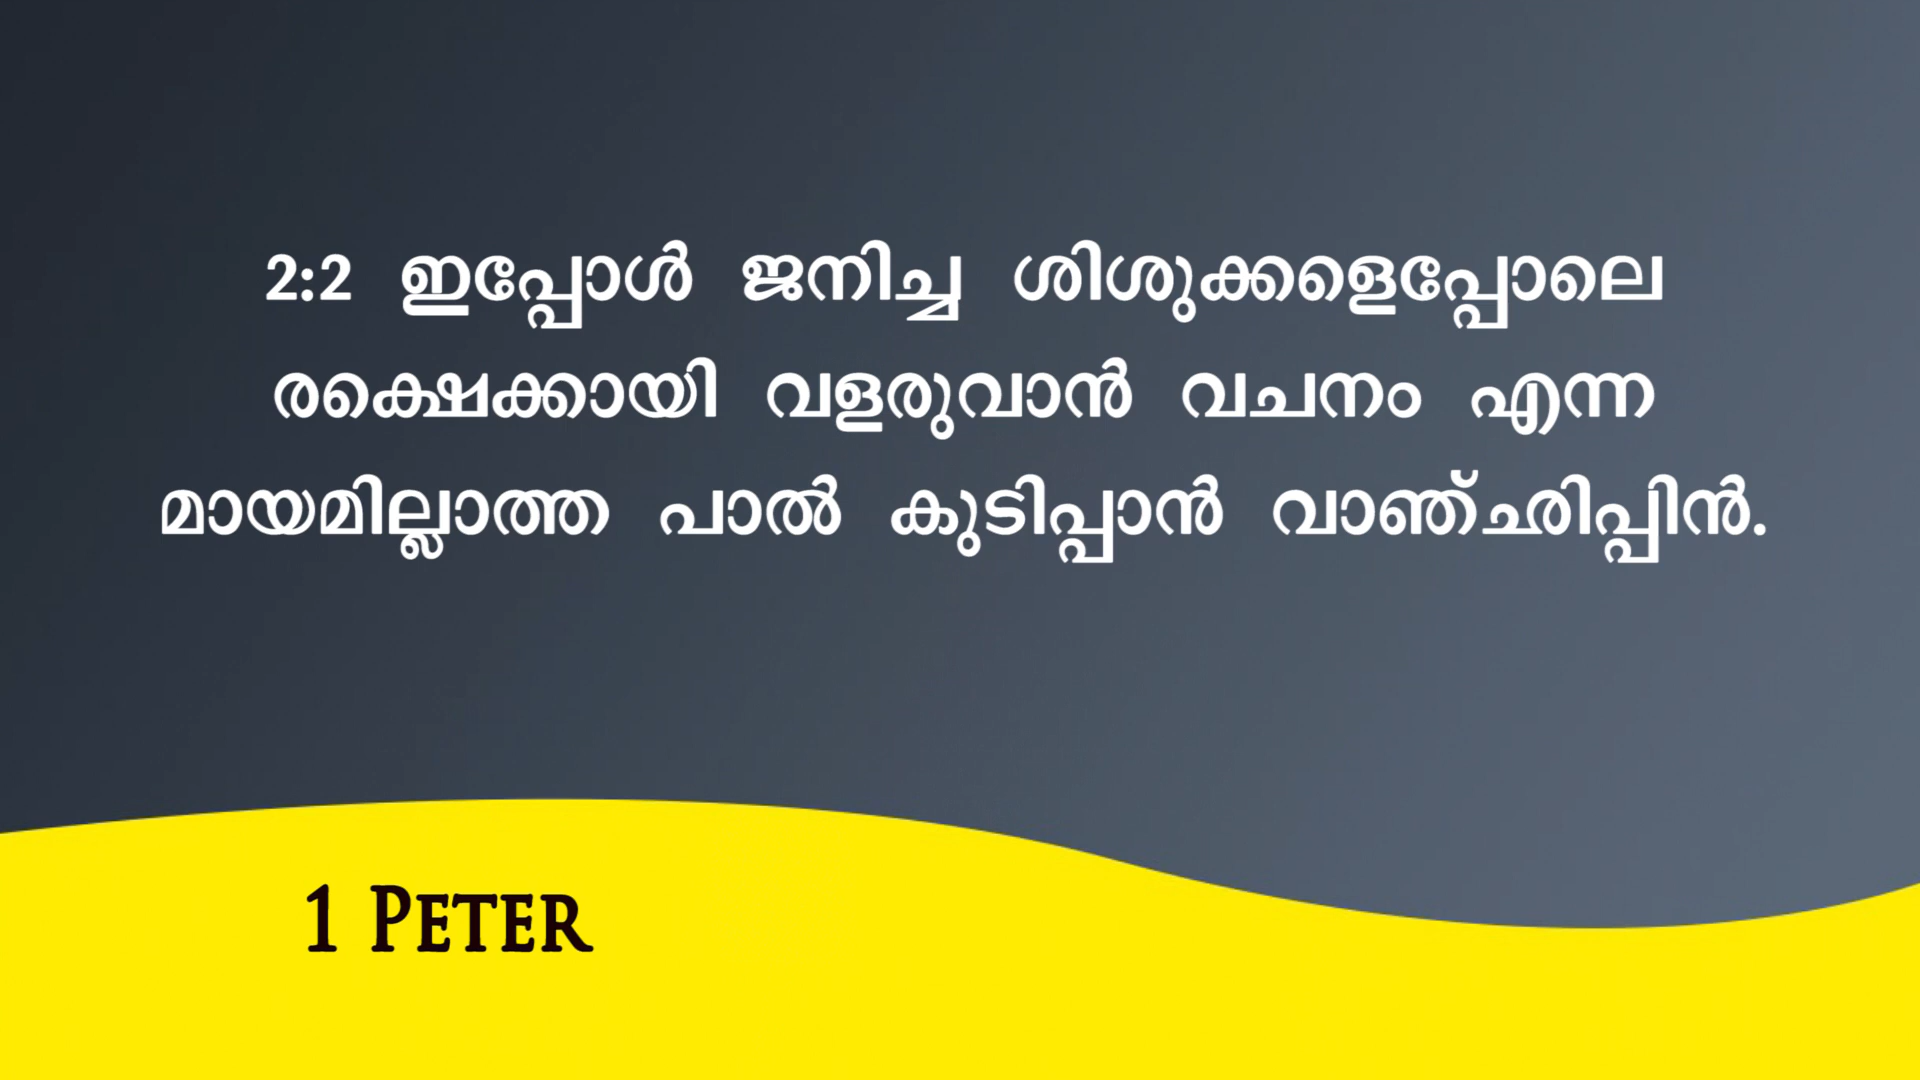 2:2 ഇപ്പോൾ ജനിച്ച ശിശുക്കളെപ്പോലെ
രക്ഷെക്കായി വളരുവാൻ വചനം എന്ന
മായമില്ലാത്ത പാൽ കുടിപ്പാൻ വാഞ്ഛിപ്പിൻ.
1 Peter